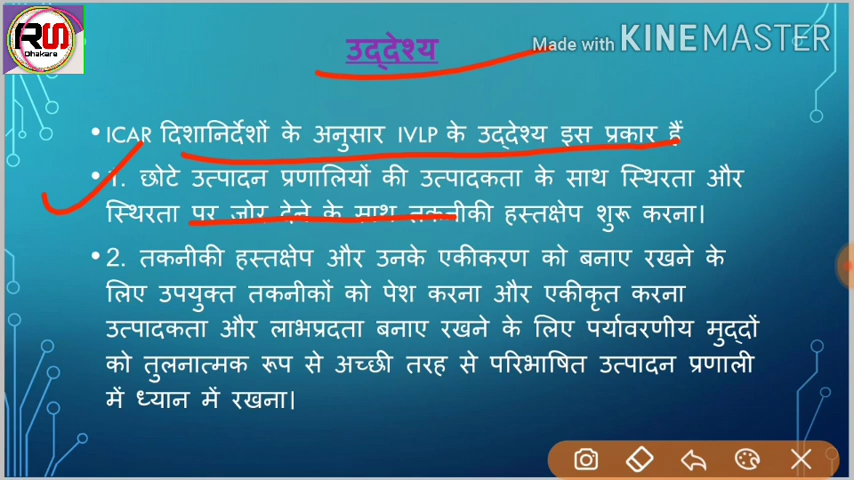 RS
Dhakare
उद्देश्य
Made with KINEMASTER
• ICAR दिशानिर्देशों के अनुसार IVLP के उद्देश्य इस प्रकार हैं
• 1. छोटे उत्पादन प्रणालियों की उत्पादकता के साथ स्थिरता और
स्थिरता पर जोर देने के साथ तकनीकी हस्तक्षेप शुरू करना।
• 2. तकनीकी हस्तक्षेप और उनके एकीकरण को बनाए रखने के
लिए उपयुक्त तकनीकों को पेश करना और एकीकृत करना
उत्पादकता और लाभप्रदता बनाए रखने के लिए पर्यावरणीय मुद्दों
को तुलनात्मक रूप से अच्छी तरह से परिभाषित उत्पादन प्रणाली
में ध्यान में रखना।